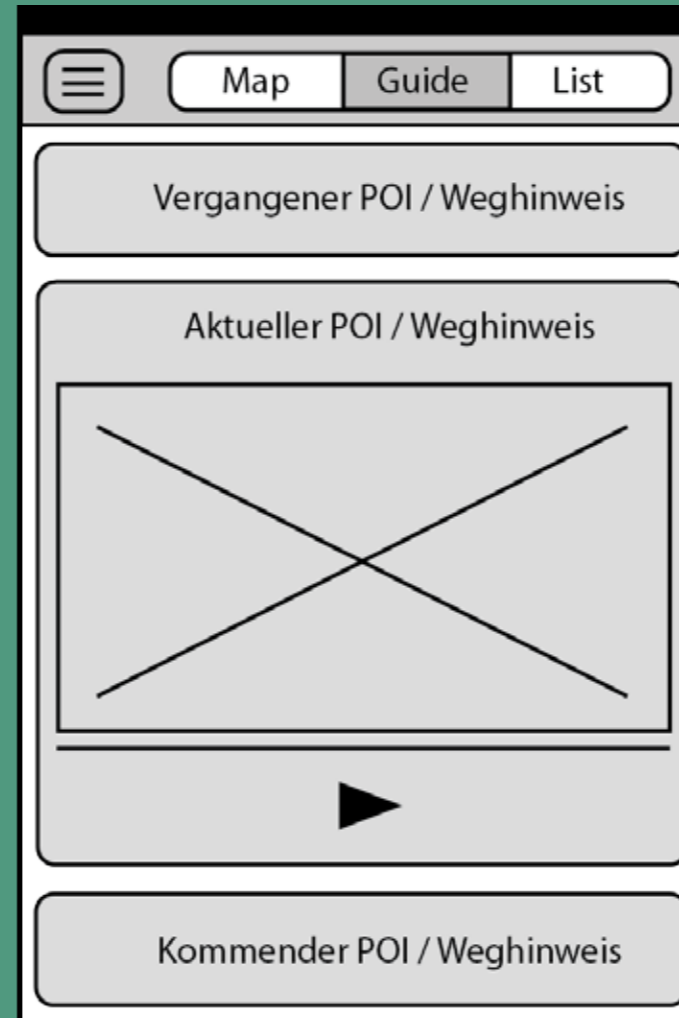 Map Guide List
Vergangener POI / Weghinweis
Aktueller POI / Weghinweis
Kommender POI / Weghinweis